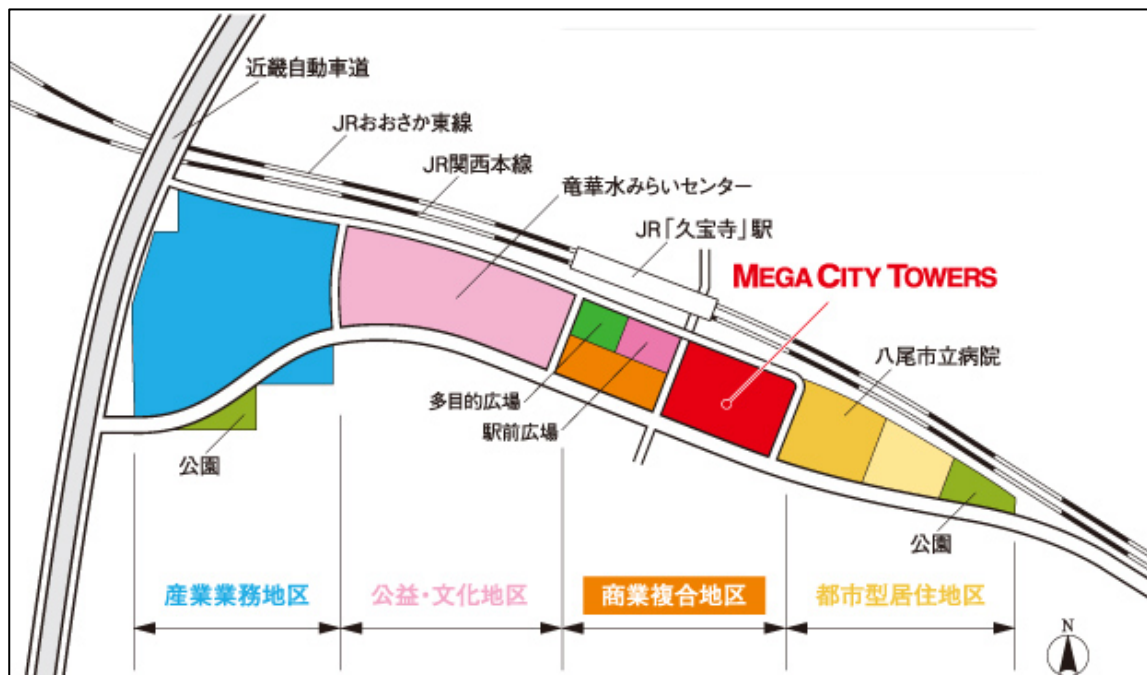 近畿自動車道
JRおおさか東線
JR関西本線
竜華水みらいセンター
JR「久宝寺」駅
MEGA CITY TOWERS
八尾市立病院
多目的広場
駅前広場
公園
公園
産業業務地区
公益・文化地区
商業複合地区
都市型居住地区
N